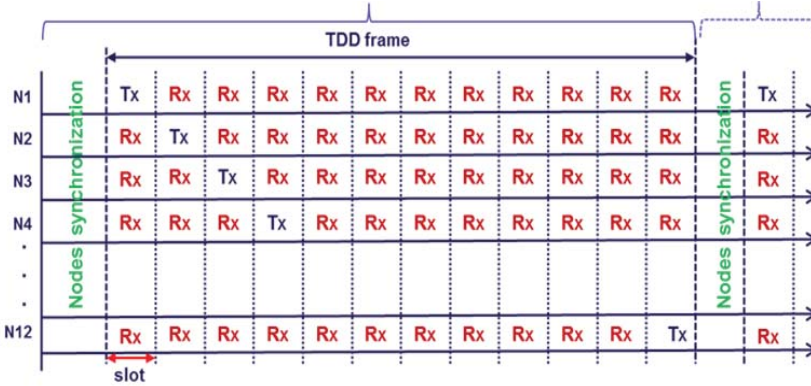 TDD frame
N1 Tx Rx Rx Rx Rx Rx Rx Rx Rx Rx Rx Rx Tx
N2 Rx Tx Rx Rx Rx Rx Rx Rx Rx Rx Rx Rx Rx
N3 Rx Rx Tx Rx Rx Rx Rx Rx Rx Rx Rx Rx Rx
N4 Rx Rx Rx Tx Rx Rx Rx Rx Rx Rx Rx Rx Rx
.
.
.
N12 Rx Rx Rx Rx Rx Rx Rx Rx Rx Rx Rx Tx Rx
Nodes synchronization
Nodes synchronization
slot